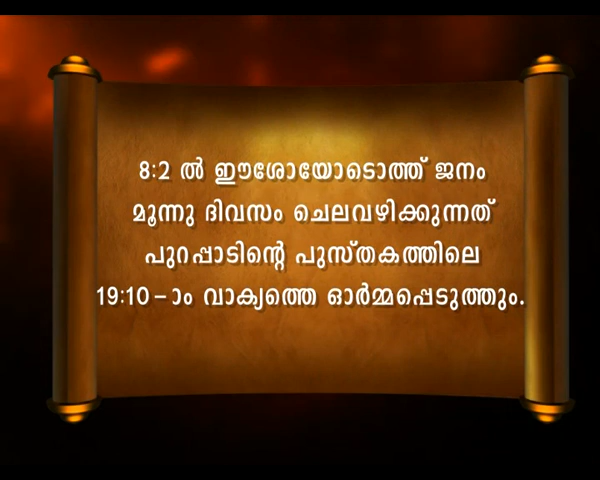 8:2 ൽ ഈശോയോടൊത്ത് ജനം
മൂന്നു ദിവസം ചെലവഴിക്കുന്നത്
പുറപ്പാടിന്റെ പുസ്തകത്തിലെ
19:10 – ാം വാക്യത്തെ ഓർമ്മപ്പെടുത്തും.